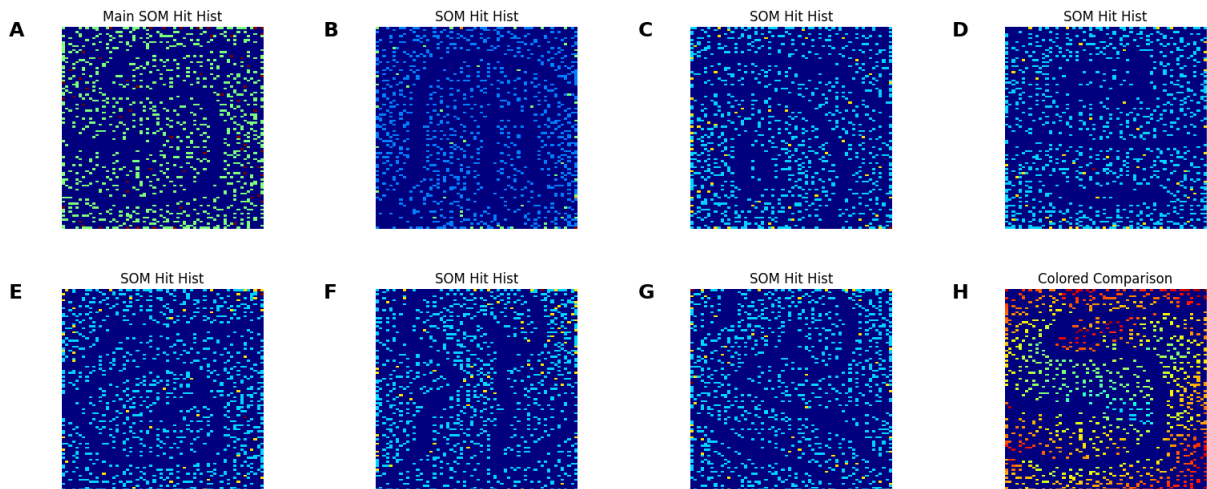 A Main SOM Hit Hist
B SOM Hit Hist
C SOM Hit Hist
D SOM Hit Hist
E SOM Hit Hist
F SOM Hit Hist
G SOM Hit Hist
H Colored Comparison